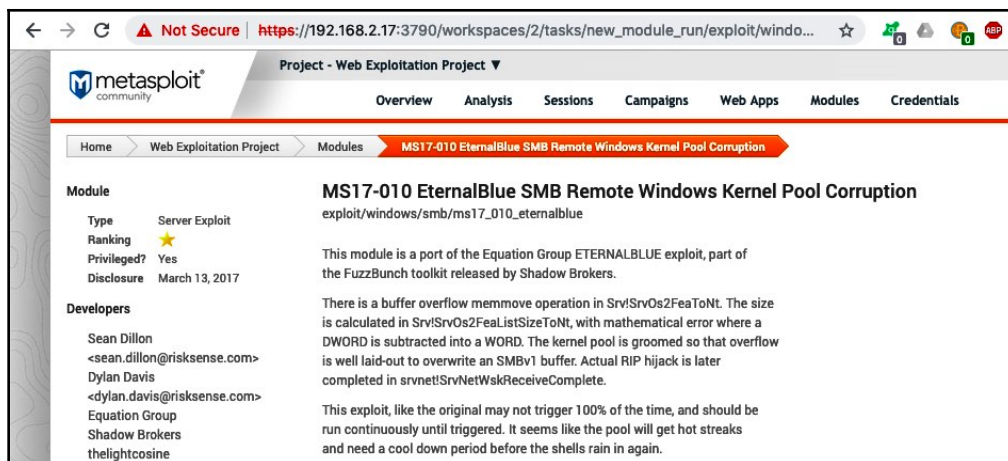 Not Secure | https://192.168.2.17:3790/workspaces/2/tasks/new_module_run/exploit/windo...
0
0
ABP
metasploit®
community
Project - Web Exploitation Project ▼
Overview Analysis Sessions Campaigns Web Apps Modules Credentials
Home Web Exploitation Project Modules MS17-010 EternalBlue SMB Remote Windows Kernel Pool Corruption
Module
Type Server Exploit
Ranking
Privileged? Yes
Disclosure March 13, 2017
Developers
Sean Dillon
<sean.dillon@risksense.com>
Dylan Davis
<dylan.davis@risksense.com>
Equation Group
Shadow Brokers
thelightcosine
MS17-010 EternalBlue SMB Remote Windows Kernel Pool Corruption
exploit/windows/smb/ms17_010_eternalblue
This module is a port of the Equation Group ETERNALBLUE exploit, part of
the FuzzBunch toolkit released by Shadow Brokers.
There is a buffer overflow memmove operation in Srv!SrvOs2FeaToNt. The size
is calculated in Srv!SrvOs2FeaListSizeToNt, with mathematical error where a
DWORD is subtracted into a WORD. The kernel pool is groomed so that overflow
is well laid-out to overwrite an SMBv1 buffer. Actual RIP hijack is later
completed in srvnet!SrvNetWskReceiveComplete.
This exploit, like the original may not trigger 100% of the time, and should be
run continuously until triggered. It seems like the pool will get hot streaks
and need a cool down period before the shells rain in again.